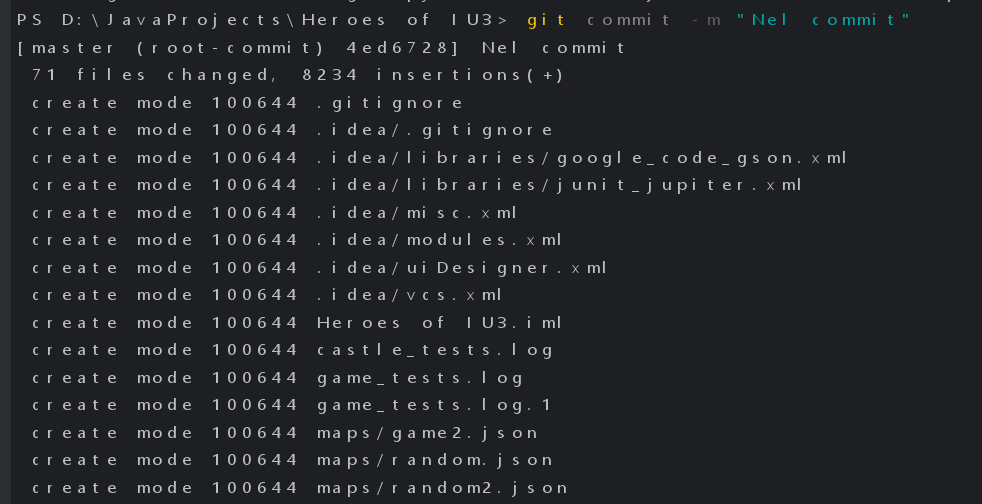 PS D:\JavaProjects\Heroes of IU3> git commit -m "Nel commit"
[master (root-commit) 4ed6728] Nel commit
71 files changed, 8234 insertions(+)
create mode 100644 .gitignore
create mode 100644 .idea/.gitignore
create mode 100644 .idea/libraries/google_code_gson.xml
create mode 100644 .idea/libraries/junit_jupiter.xml
create mode 100644 .idea/misc.xml
create mode 100644 .idea/modules.xml
create mode 100644 .idea/uiDesigner.xml
create mode 100644 .idea/vcs.xml
create mode 100644 Heroes of IU3.iml
create mode 100644 castle_tests.log
create mode 100644 game_tests.log
create mode 100644 game_tests.log.1
create mode 100644 maps/game2.json
create mode 100644 maps/random.json
create mode 100644 maps/random2.json